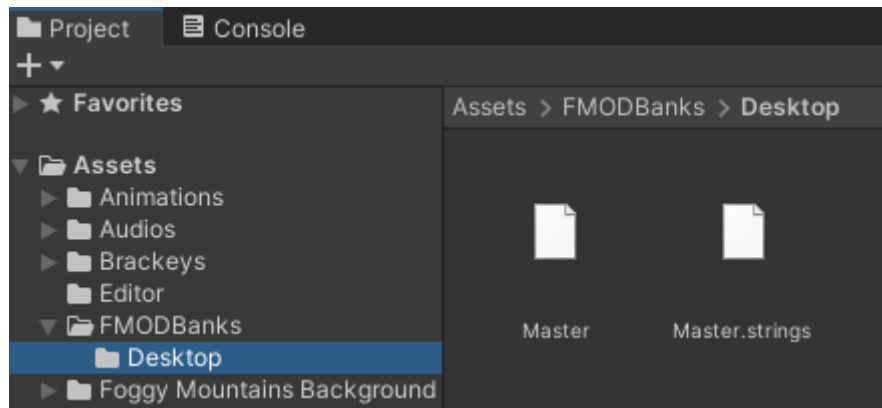 Project Console
Favorites
Assets
Animations
Audios
Brackeys
Editor
FMODBanks
Desktop
Foggy Mountains Background
Assets > FMODBanks > Desktop
Master Master.strings